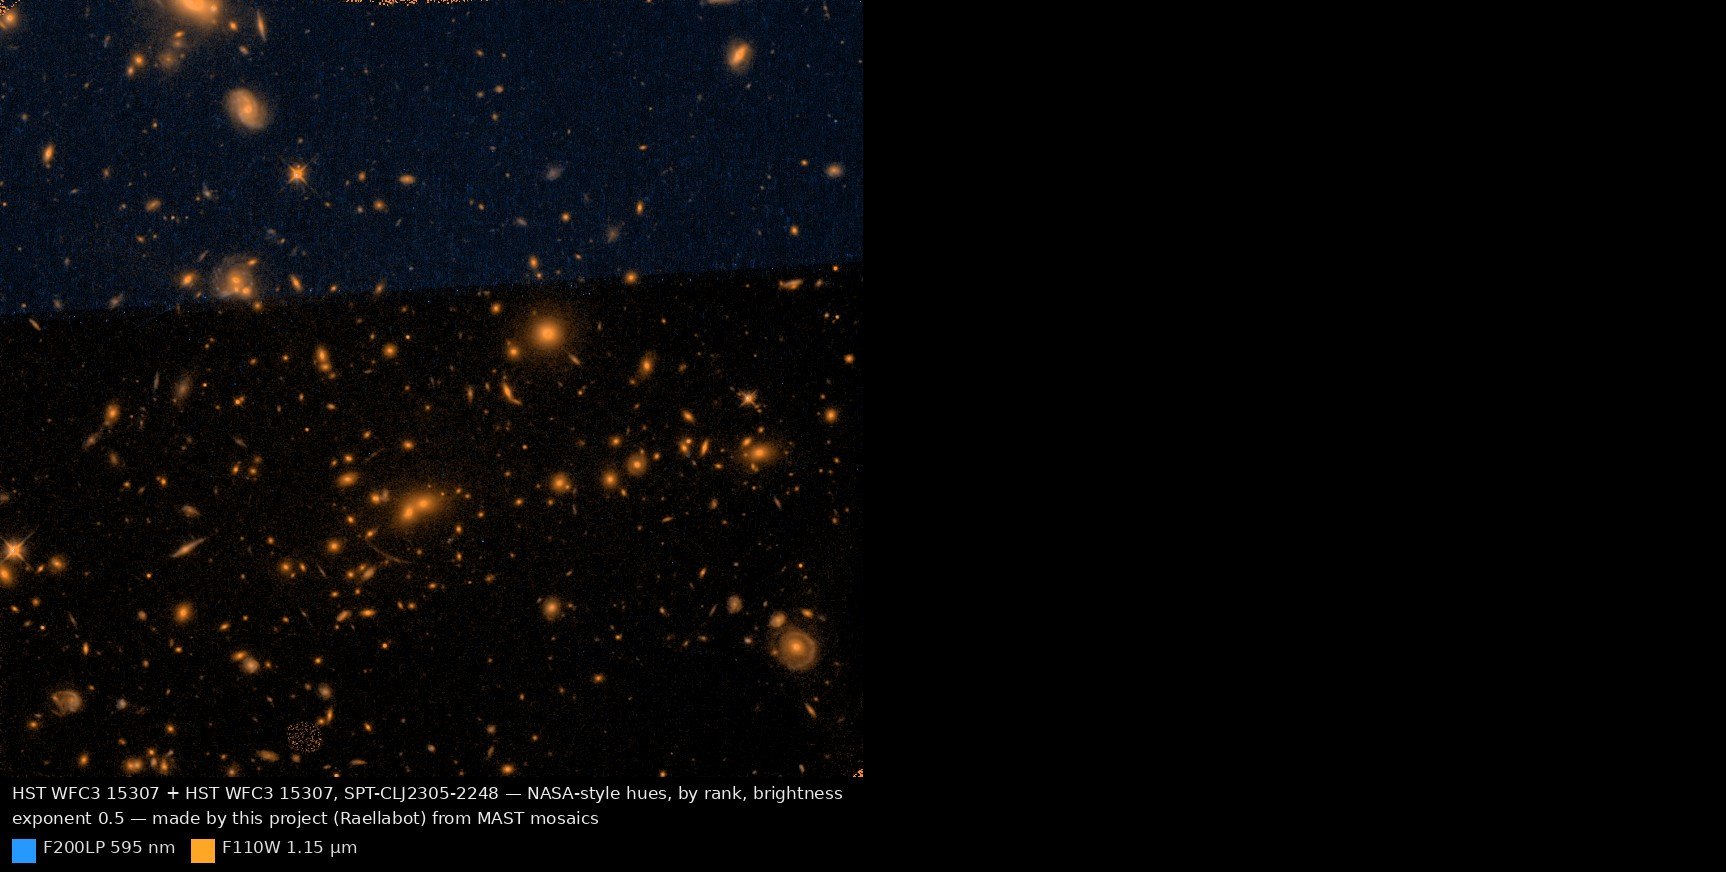 HST WFC3 15307 + HST WFC3 15307, SPT-CLJ2305-2248 — NASA-style hues, by rank, brightness
exponent 0.5 — made by this project (Raellabot) from MAST mosaics
F200LP 595 nm F110W 1.15 µm